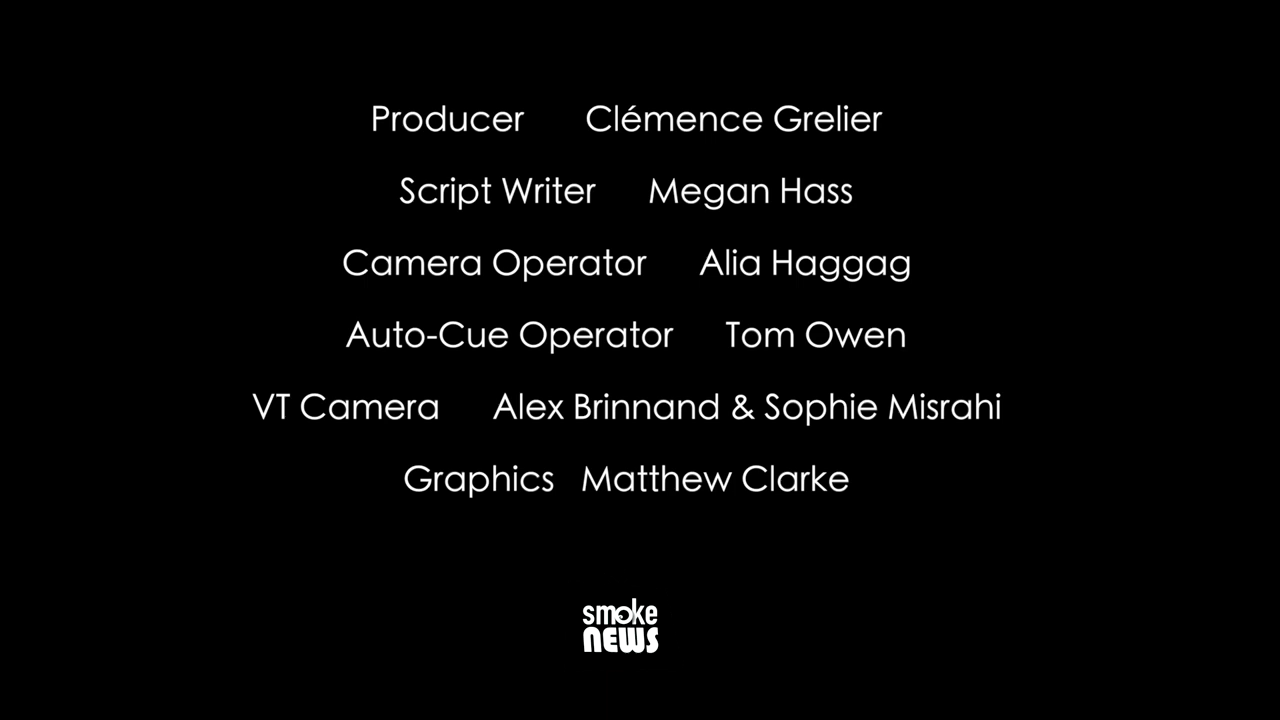 Producer Clémence Grelier
Script Writer Megan Hass
Camera Operator Alia Haggag
Auto-Cue Operator Tom Owen
VT Camera Alex Brinnand & Sophie Misrahi
Graphics Matthew Clarke
smoke
NEWS